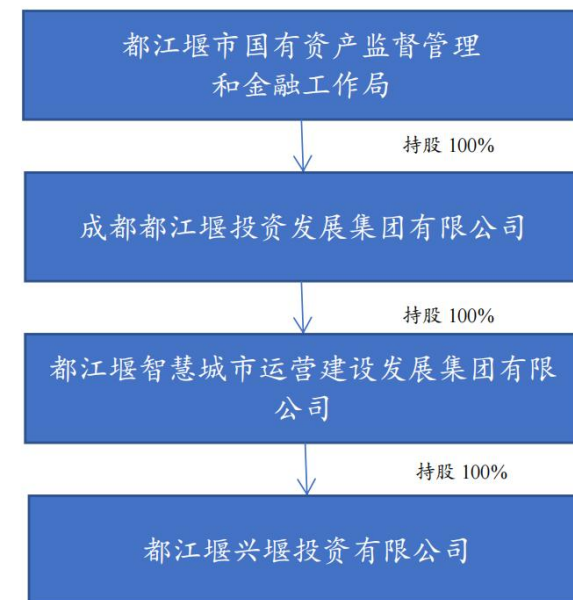 都江堰市国有资产监督管理
和金融工作局
持股 100%
成都都江堰投资发展集团有限公司
持股 100%
都江堰智慧城市运营建设发展集团有限
公司
持股 100%
都江堰兴堰投资有限公司